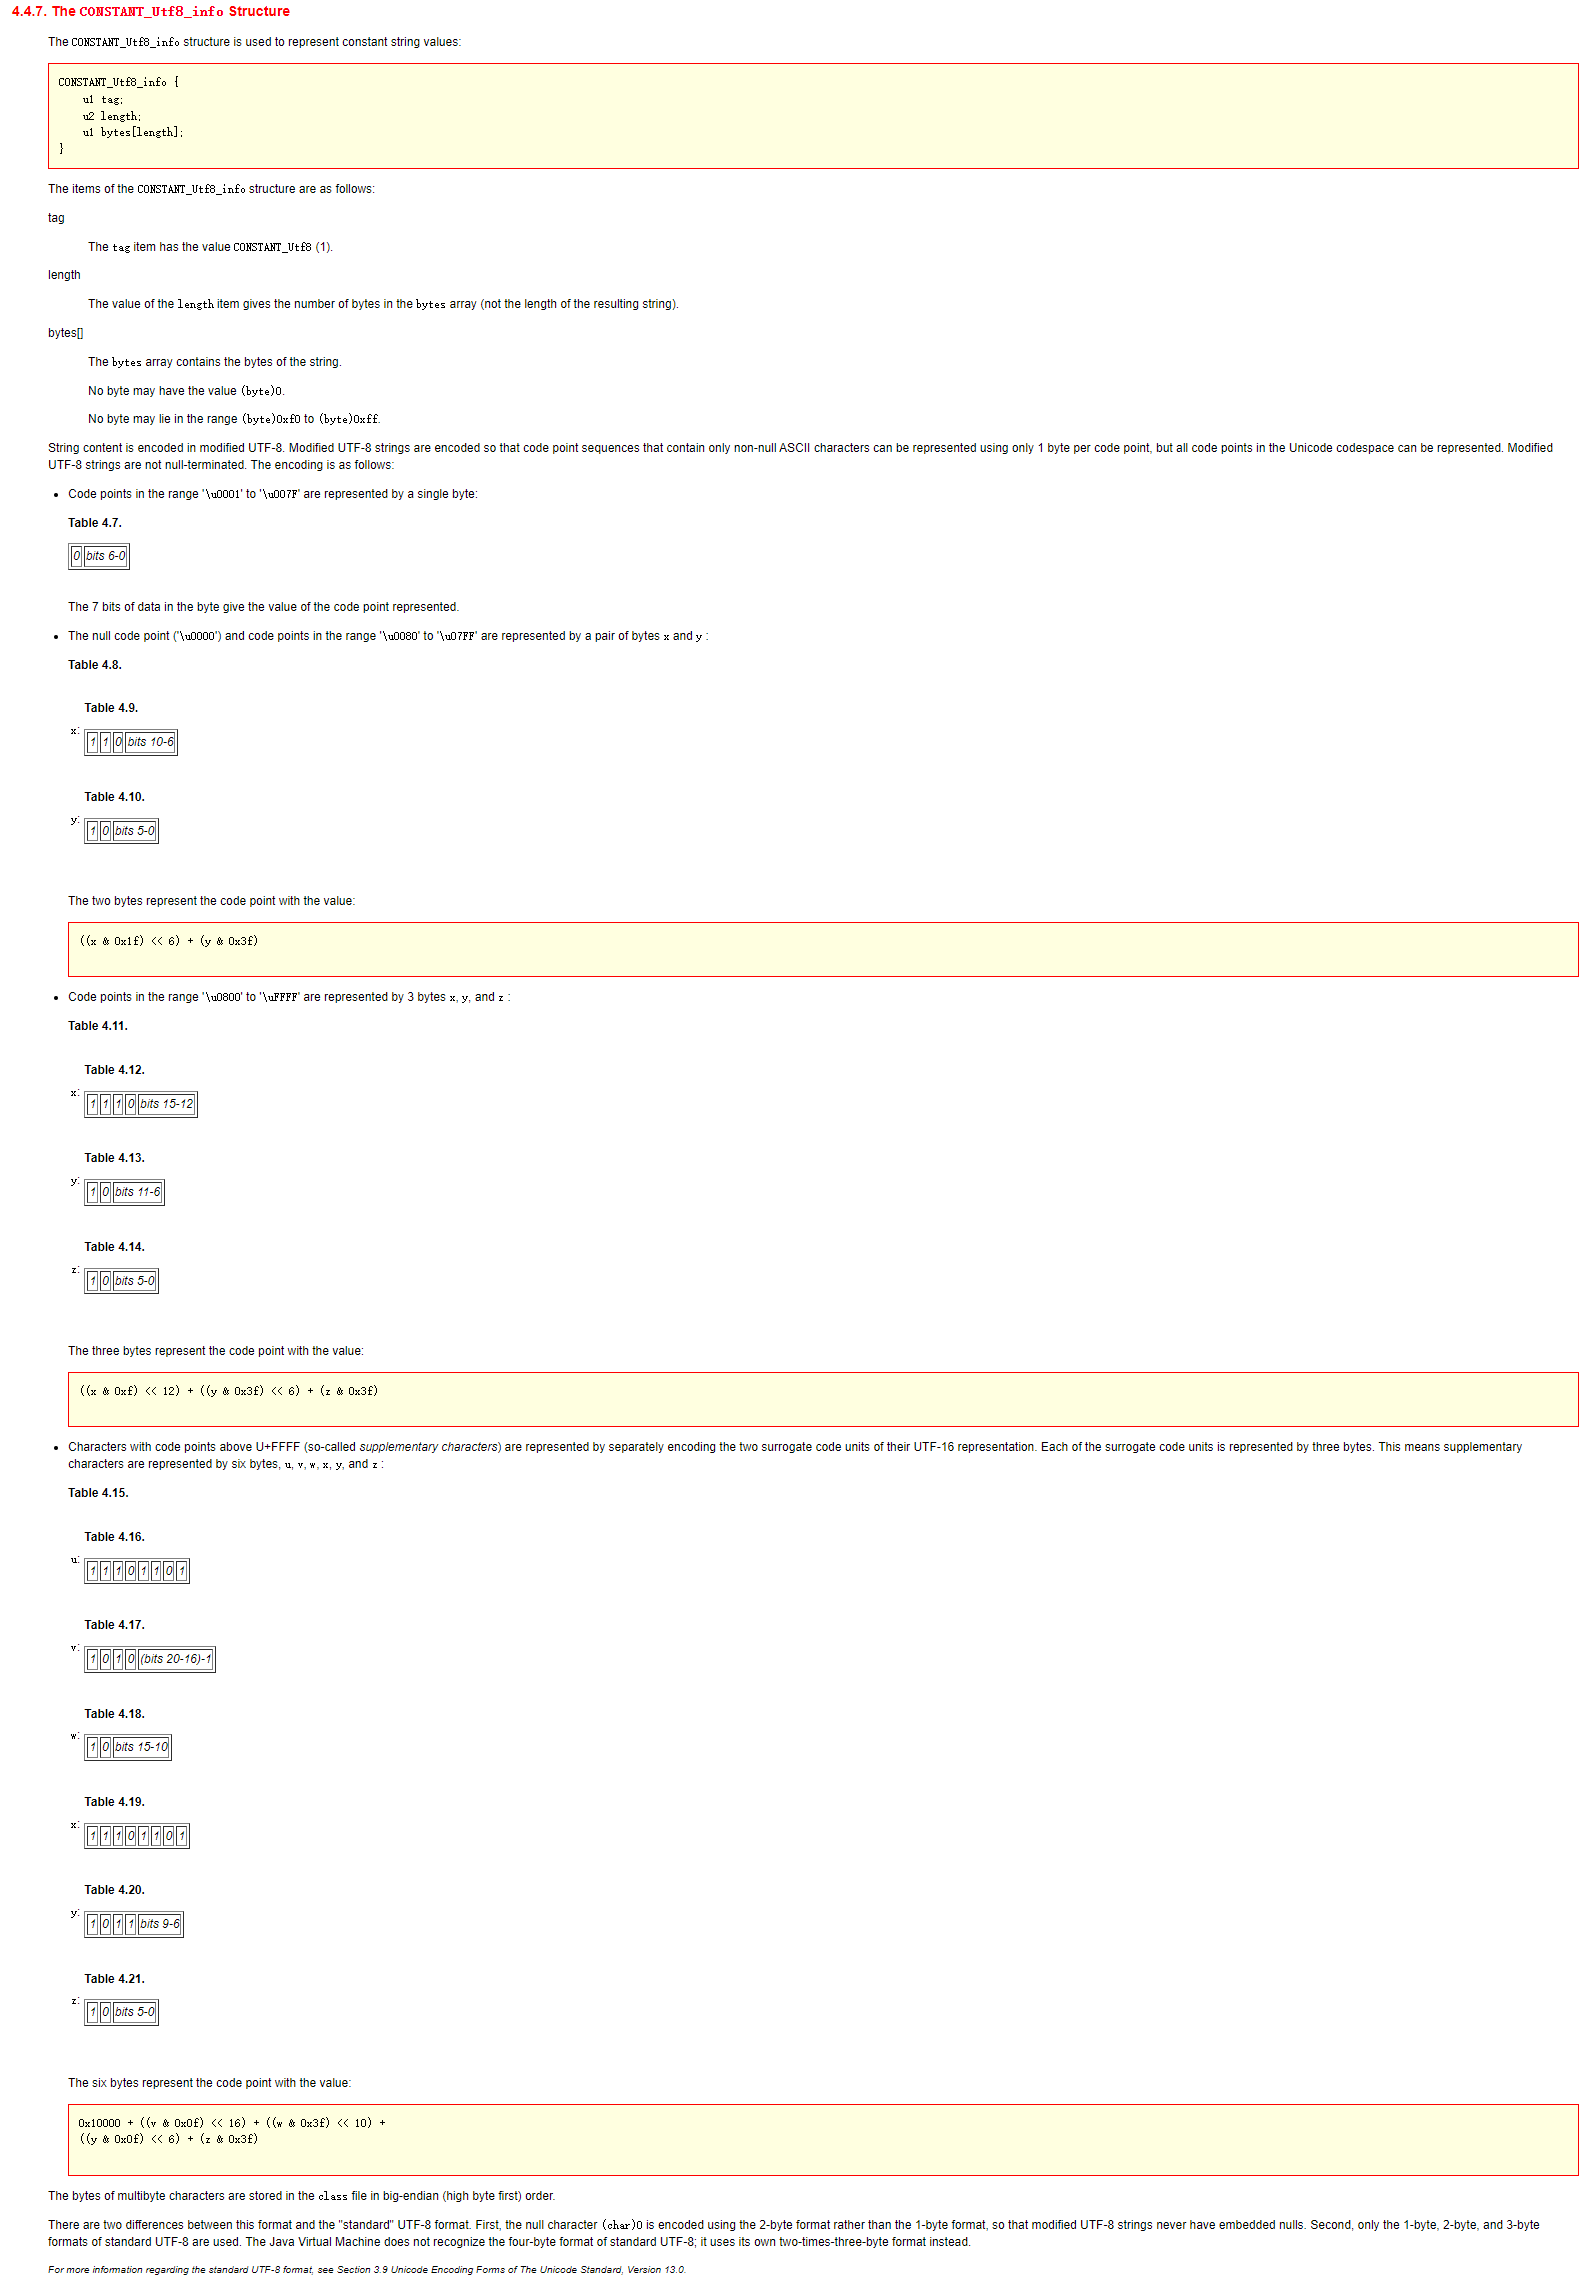 4.4.7. The CONSTANT_Utf8_info Structure
The CONSTANT_Utf8_info structure is used to represent constant string values:
CONSTANT_Utf8_info {
    u1 tag;
    u2 length;
    u1 bytes[length];
}
The items of the CONSTANT_Utf8_info structure are as follows:
tag
The tag item has the value CONSTANT_Utf8 (1).
length
The value of the length item gives the number of bytes in the bytes array (not the length of the resulting string).
bytes[]
The bytes array contains the bytes of the string.
No byte may have the value (byte)0.
No byte may lie in the range (byte)0xf0 to (byte)0xff.
String content is encoded in modified UTF-8. Modified UTF-8 strings are encoded so that code point sequences that contain only non-null ASCII characters can be represented using only 1 byte per code point, but all code points in the Unicode codespace can be represented. Modified
UTF-8 strings are not null-terminated. The encoding is as follows:
• Code points in the range '\u0001' to '\u007F' are represented by a single byte:
Table 4.7.
0 bits 6-0
The 7 bits of data in the byte give the value of the code point represented.
• The null code point ('\u0000') and code points in the range '\u0080' to '\u07FF' are represented by a pair of bytes x and y :
Table 4.8.
Table 4.9.
x: 1 1 0 bits 10-6
Table 4.10.
y: 1 0 bits 5-0
The two bytes represent the code point with the value:
((x & 0x1f) << 6) + (y & 0x3f)
• Code points in the range '\u0800' to '\uFFFF' are represented by 3 bytes x, y, and z :
Table 4.11.
Table 4.12.
x: 1 1 1 0 bits 15-12
Table 4.13.
y: 1 0 bits 11-6
Table 4.14.
z: 1 0 bits 5-0
The three bytes represent the code point with the value:
((x & 0xf) << 12) + ((y & 0x3f) << 6) + (z & 0x3f)
• Characters with code points above U+FFFF (so-called supplementary characters) are represented by separately encoding the two surrogate code units of their UTF-16 representation. Each of the surrogate code units is represented by three bytes. This means supplementary
characters are represented by six bytes, u, v, w, x, y, and z :
Table 4.15.
Table 4.16.
u: 1 1 1 0 1 1 0 1
Table 4.17.
v: 1 0 1 0 (bits 20-16)-1
Table 4.18.
w: 1 0 bits 15-10
Table 4.19.
x: 1 1 1 0 1 1 0 1
Table 4.20.
y: 1 0 1 1 bits 9-6
Table 4.21.
z: 1 0 bits 5-0
The six bytes represent the code point with the value:
0x10000 + ((v & 0x0f) << 16) + ((w & 0x3f) << 10) +
((y & 0x0f) << 6) + (z & 0x3f)
The bytes of multibyte characters are stored in the class file in big-endian (high byte first) order.
There are two differences between this format and the "standard" UTF-8 format. First, the null character (char)0 is encoded using the 2-byte format rather than the 1-byte format, so that modified UTF-8 strings never have embedded nulls. Second, only the 1-byte, 2-byte, and 3-byte
formats of standard UTF-8 are used. The Java Virtual Machine does not recognize the four-byte format of standard UTF-8; it uses its own two-times-three-byte format instead.
For more information regarding the standard UTF-8 format, see Section 3.9 Unicode Encoding Forms of The Unicode Standard, Version 13.0.